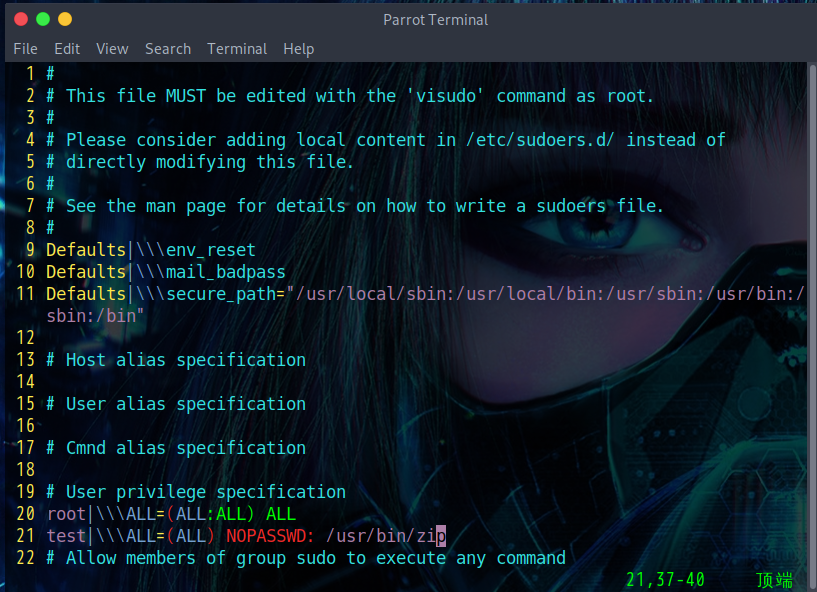 Parrot Terminal
File Edit View Search Terminal Help
1 #
2 # This file MUST be edited with the 'visudo' command as root.
3 #
4 # Please consider adding local content in /etc/sudoers.d/ instead of
5 # directly modifying this file.
6 #
7 # See the man page for details on how to write a sudoers file.
8 #
9 Defaults|\\\env_reset
10 Defaults|\\\mail_badpass
11 Defaults|\\\secure_path="/usr/local/sbin:/usr/local/bin:/usr/sbin:/usr/bin:/
sbin:/bin"
12
13 # Host alias specification
14
15 # User alias specification
16
17 # Cmnd alias specification
18
19 # User privilege specification
20 root|\\\ALL=(ALL:ALL) ALL
21 test|\\\ALL=(ALL) NOPASSWD: /usr/bin/zip
22 # Allow members of group sudo to execute any command
21,37-40 顶端